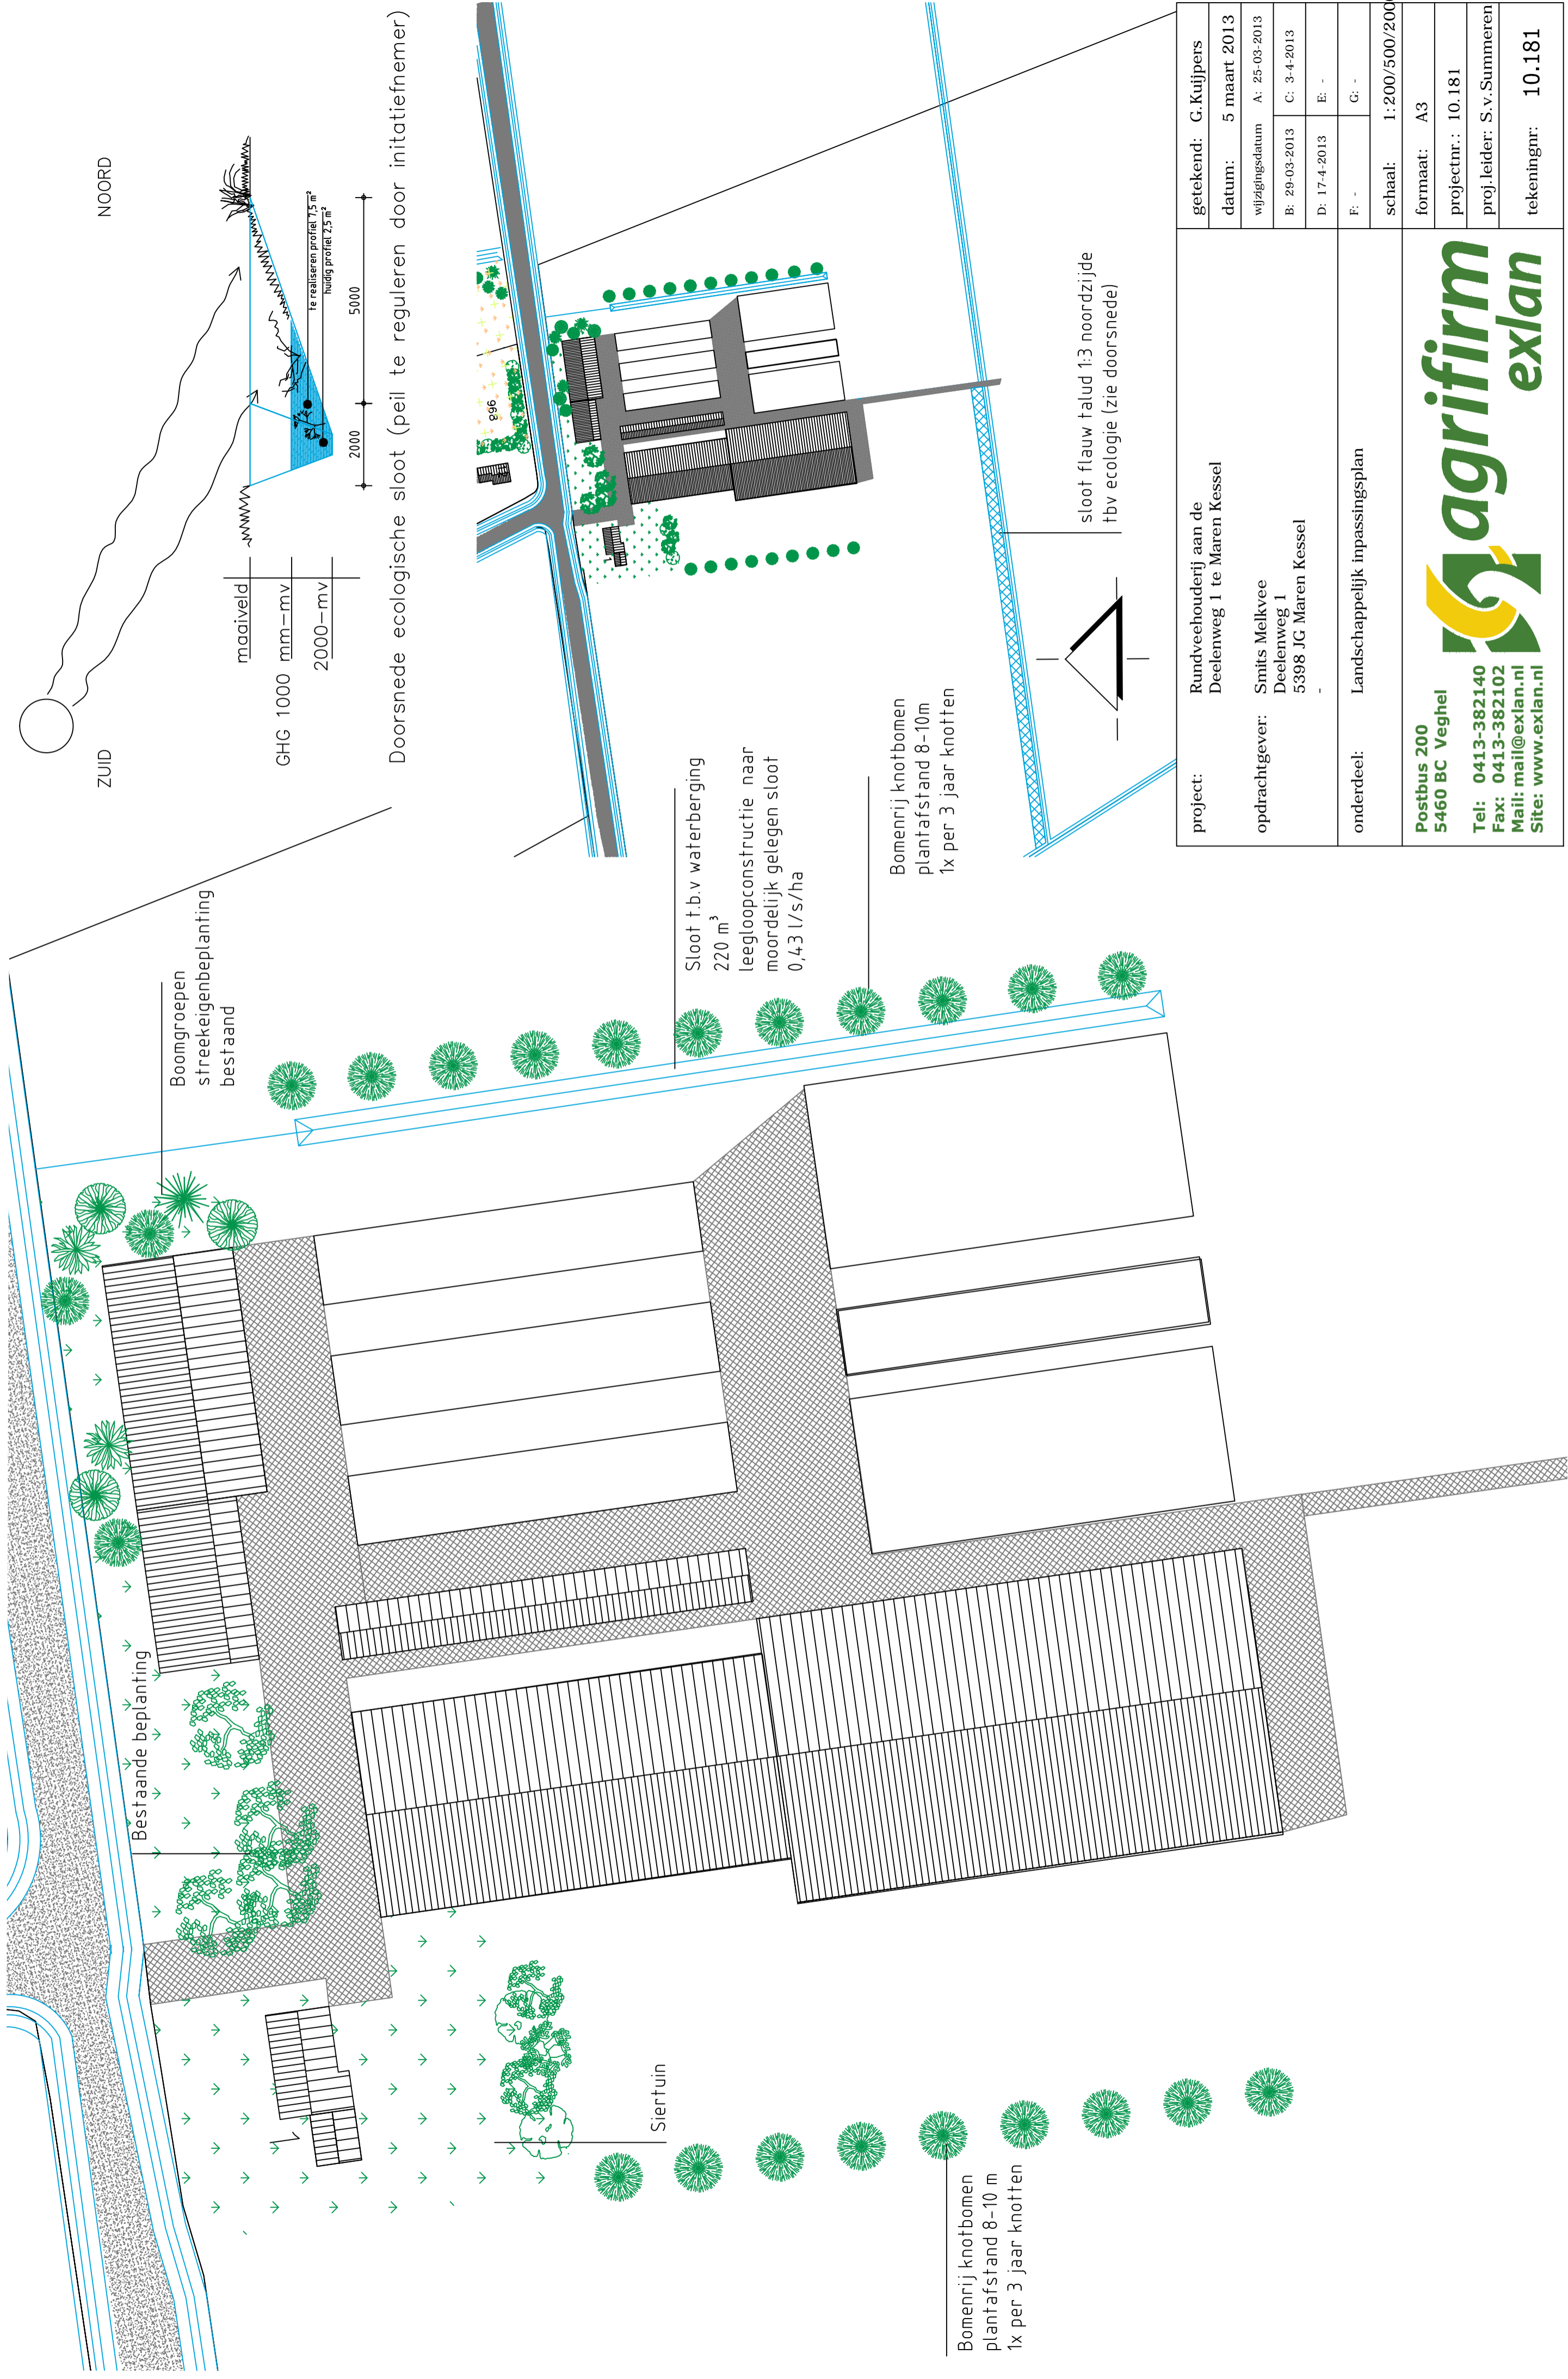 ZUID
NOORD
maaiveld
GHG 1000 mm-mv
2000-mv
2000
5000
te realiseren profiel 7,5 m²
huidig profiel 2,5 m²
Doorsnede ecologische sloot (peil te reguleren door initatiefnemer)
Boomgroepen
streekeigenbeplanting
bestaand
Bestaande beplanting
Sloot t.b.v waterberging
220 m³
leegloopconstructie naar
moordelijk gelegen sloot
0,43 l/s/ha
Bomenrij knotbomen
plantafstand 8-10m
1x per 3 jaar knotten
Siertuin
1
Bomenrij knotbomen
plantafstand 8-10 m
1x per 3 jaar knotten
968
sloot flauw talud 1:3 noordzijde
tbv ecologie (zie doorsnede)
project: Rundveehouderij aan de
Deelenweg 1 te Maren Kessel
opdrachtgever: Smits Melkvee
Deelenweg 1
5398 JG Maren Kessel
-
onderdeel: Landschappelijk inpassingsplan
getekend: G.Kuijpers
datum: 5 maart 2013
wijzigingsdatum A: 25-03-2013
B: 29-03-2013 C: 3-4-2013
D: 17-4-2013 E: -
F: - G: -
schaal: 1:200/500/2000
formaat: A3
projectnr.: 10.181
proj.leider: S.v.Summeren
tekeningnr: 10.181
Postbus 200
5460 BC Veghel
Tel: 0413-382140
Fax: 0413-382102
Mail: mail@exlan.nl
Site: www.exlan.nl
agrifirm
exlan